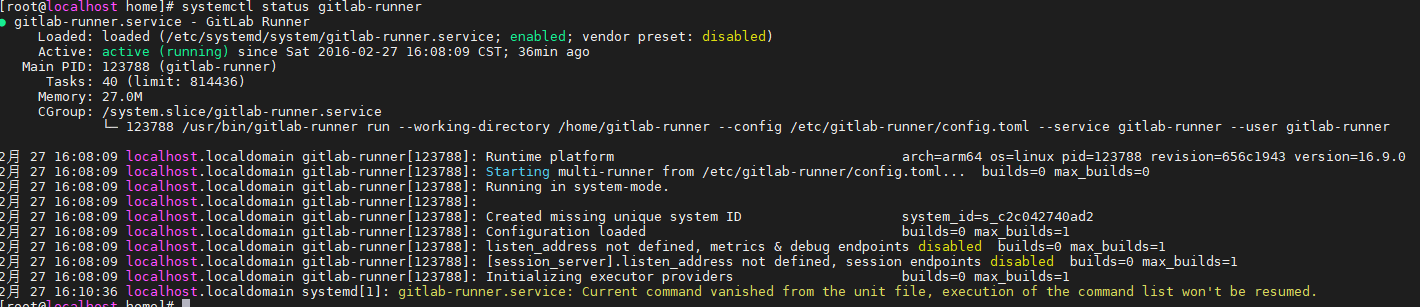 [root@localhost home]# systemctl status gitlab-runner
● gitlab-runner.service - GitLab Runner
Loaded: loaded (/etc/systemd/system/gitlab-runner.service; enabled; vendor preset: disabled)
Active: active (running) since Sat 2016-02-27 16:08:09 CST; 36min ago
Main PID: 123788 (gitlab-runner)
Tasks: 40 (limit: 814436)
Memory: 27.0M
CGroup: /system.slice/gitlab-runner.service
└─ 123788 /usr/bin/gitlab-runner run --working-directory /home/gitlab-runner --config /etc/gitlab-runner/config.toml --service gitlab-runner --user gitlab-runner
2月 27 16:08:09 localhost.localdomain gitlab-runner[123788]: Runtime platform arch=arm64 os=linux pid=123788 revision=656c1943 version=16.9.0
2月 27 16:08:09 localhost.localdomain gitlab-runner[123788]: Starting multi-runner from /etc/gitlab-runner/config.toml... builds=0 max_builds=0
2月 27 16:08:09 localhost.localdomain gitlab-runner[123788]: Running in system-mode.
2月 27 16:08:09 localhost.localdomain gitlab-runner[123788]:
2月 27 16:08:09 localhost.localdomain gitlab-runner[123788]: Created missing unique system ID system_id=s_c2c042740ad2
2月 27 16:08:09 localhost.localdomain gitlab-runner[123788]: Configuration loaded builds=0 max_builds=1
2月 27 16:08:09 localhost.localdomain gitlab-runner[123788]: listen_address not defined, metrics & debug endpoints disabled builds=0 max_builds=1
2月 27 16:08:09 localhost.localdomain gitlab-runner[123788]: [session_server].listen_address not defined, session endpoints disabled builds=0 max_builds=1
2月 27 16:08:09 localhost.localdomain gitlab-runner[123788]: Initializing executor providers builds=0 max_builds=1
2月 27 16:10:36 localhost.localdomain systemd[1]: gitlab-runner.service: Current command vanished from the unit file, execution of the command list won't be resumed.
[root@localhost home]#